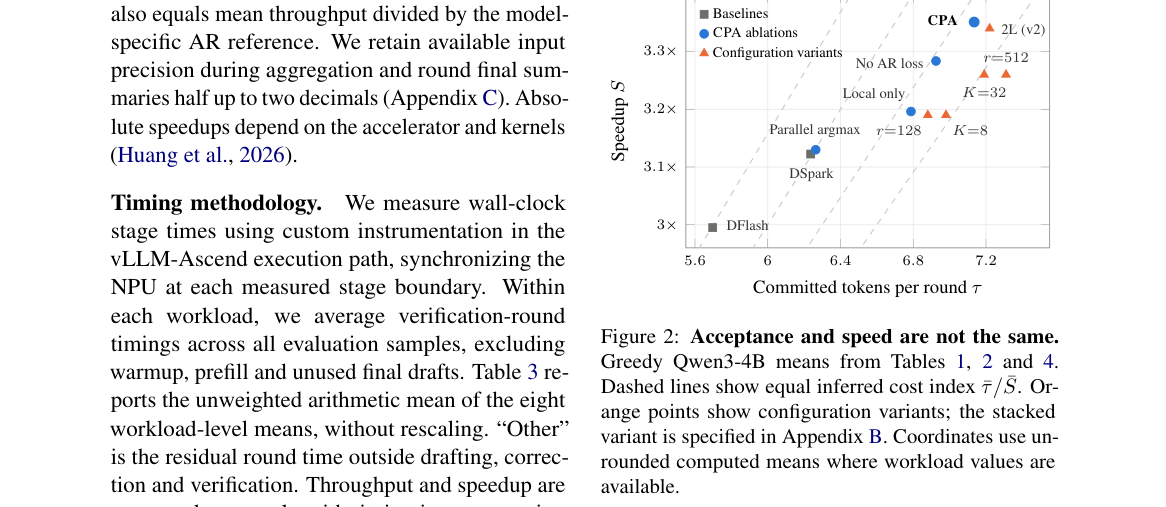 also equals mean throughput divided by the model-
specific AR reference. We retain available input
precision during aggregation and round final sum-
maries half up to two decimals (Appendix C). Abso-
lute speedups depend on the accelerator and kernels
(Huang et al., 2026).
Timing methodology. We measure wall-clock
stage times using custom instrumentation in the
vLLM-Ascend execution path, synchronizing the
NPU at each measured stage boundary. Within
each workload, we average verification-round
timings across all evaluation samples, excluding
warmup, prefill and unused final drafts. Table 3 re-
ports the unweighted arithmetic mean of the eight
workload-level means, without rescaling. “Other”
is the residual round time outside drafting, correc-
tion and verification. Throughput and speedup are
Baselines
CPA ablations
Configuration variants
CPA
2L (v2)
3.3×
No AR loss
r=512
K=32
Local only
3.2×
Parallel argmax
r=128
K=8
3.1×
DSpark
3×
DFlash
Speedup S
5.6 6 6.4 6.8 7.2
Committed tokens per round τ
Figure 2: Acceptance and speed are not the same.
Greedy Qwen3-4B means from Tables 1, 2 and 4.
Dashed lines show equal inferred cost index τ̄/S̄. Or-
ange points show configuration variants; the stacked
variant is specified in Appendix B. Coordinates use un-
rounded computed means where workload values are
available.